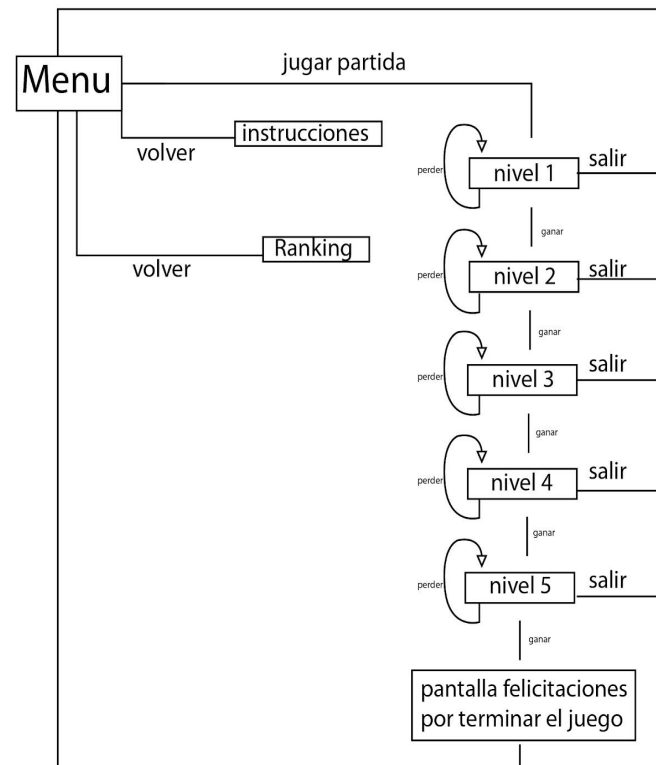 Menu
jugar partida
instrucciones
volver
Ranking
volver
perder
nivel 1
salir
ganar
perder
nivel 2
salir
ganar
perder
nivel 3
salir
ganar
perder
nivel 4
salir
ganar
perder
nivel 5
salir
ganar
pantalla felicitaciones
por terminar el juego